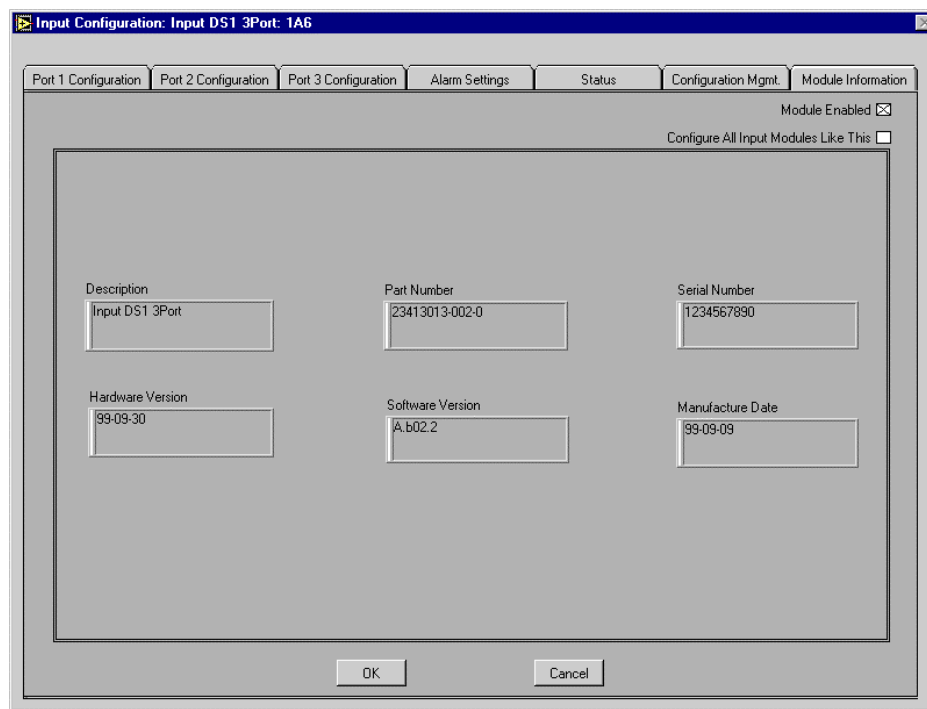 Input Configuration: Input DS1 3Port: 1A6
Port 1 Configuration
Port 2 Configuration
Port 3 Configuration
Alarm Settings
Status
Configuration Mgmt.
Module Information
Module Enabled
Configure All Input Modules Like This
Description
Input DS1 3Port
Part Number
23413013-002-0
Serial Number
1234567890
Hardware Version
99-09-30
Software Version
A.b02.2
Manufacture Date
99-09-09
OK
Cancel